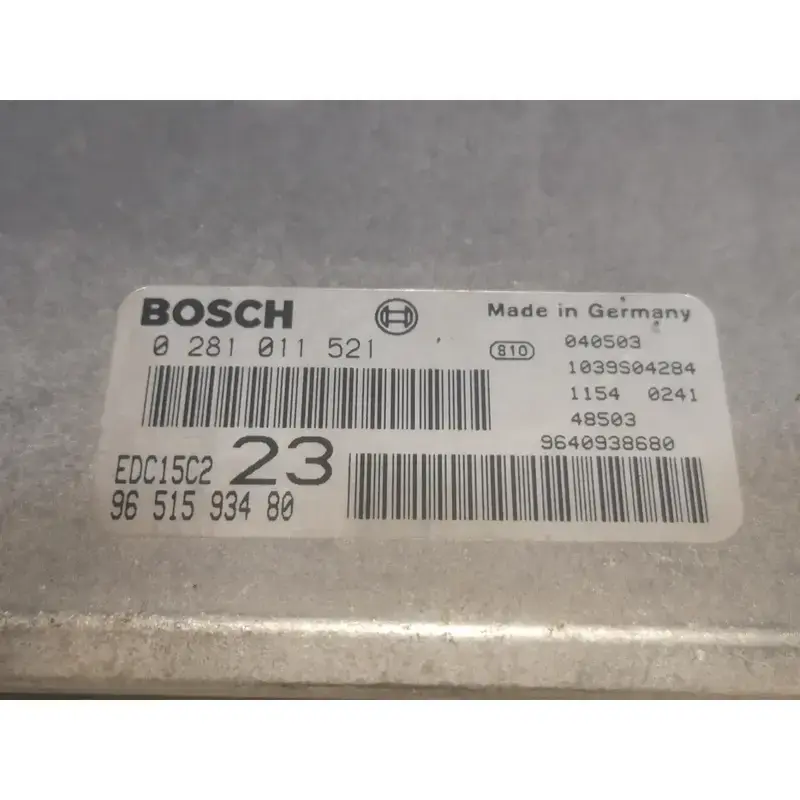 BOSCH
Made in Germany
0 281 011 521
810
040503
1039S04284
1154 0241
48503
9640938680
EDC15C2 23
96 515 934 80